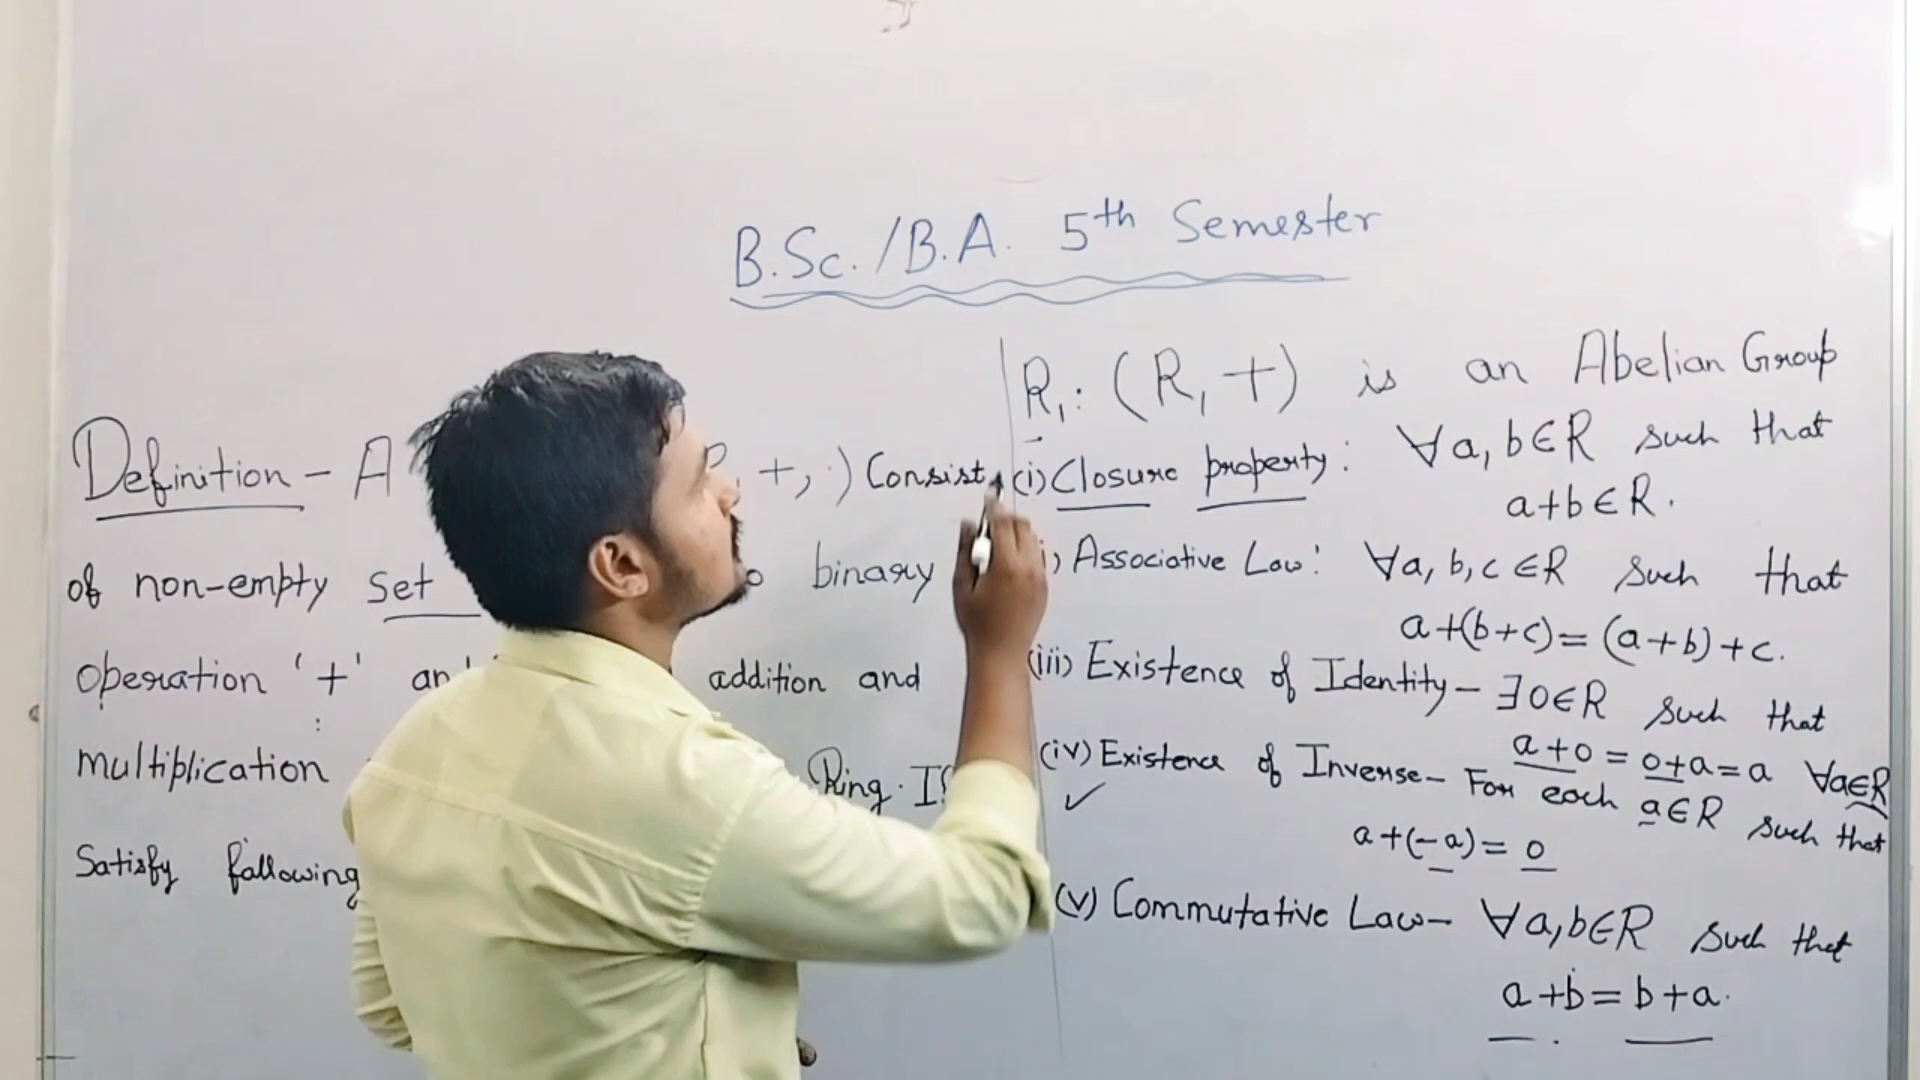 B.Sc./B.A. 5th Semester
Definition - A +, ·) Consist
of non-empty set binary
operation '+' an addition and
multiplication Ring. If
Satisfy following
R₁: (R, +) is an Abelian Group
(i) Closure property: ∀a, b∈R such that
a+b∈R.
) Associative Law: ∀a, b, c ∈R such that
a+(b+c)=(a+b)+c.
(iii) Existence of Identity- ∃0∈R such that
a+0=0+a=a ∀a∈R
(iv) Existence of Inverse- For each a∈R such that
a+(-a)=0
(v) Commutative Law- ∀a,b∈R such that
a+b=b+a.